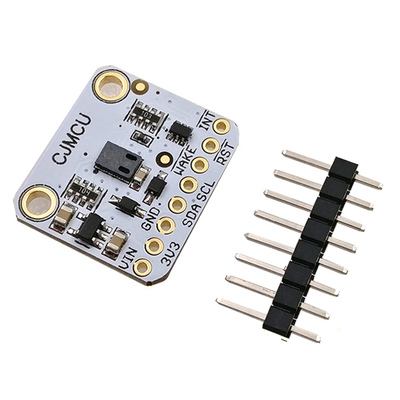 CJMCU
INT
RST
WAKE
SCL
SDA
GND
3V3
VIN